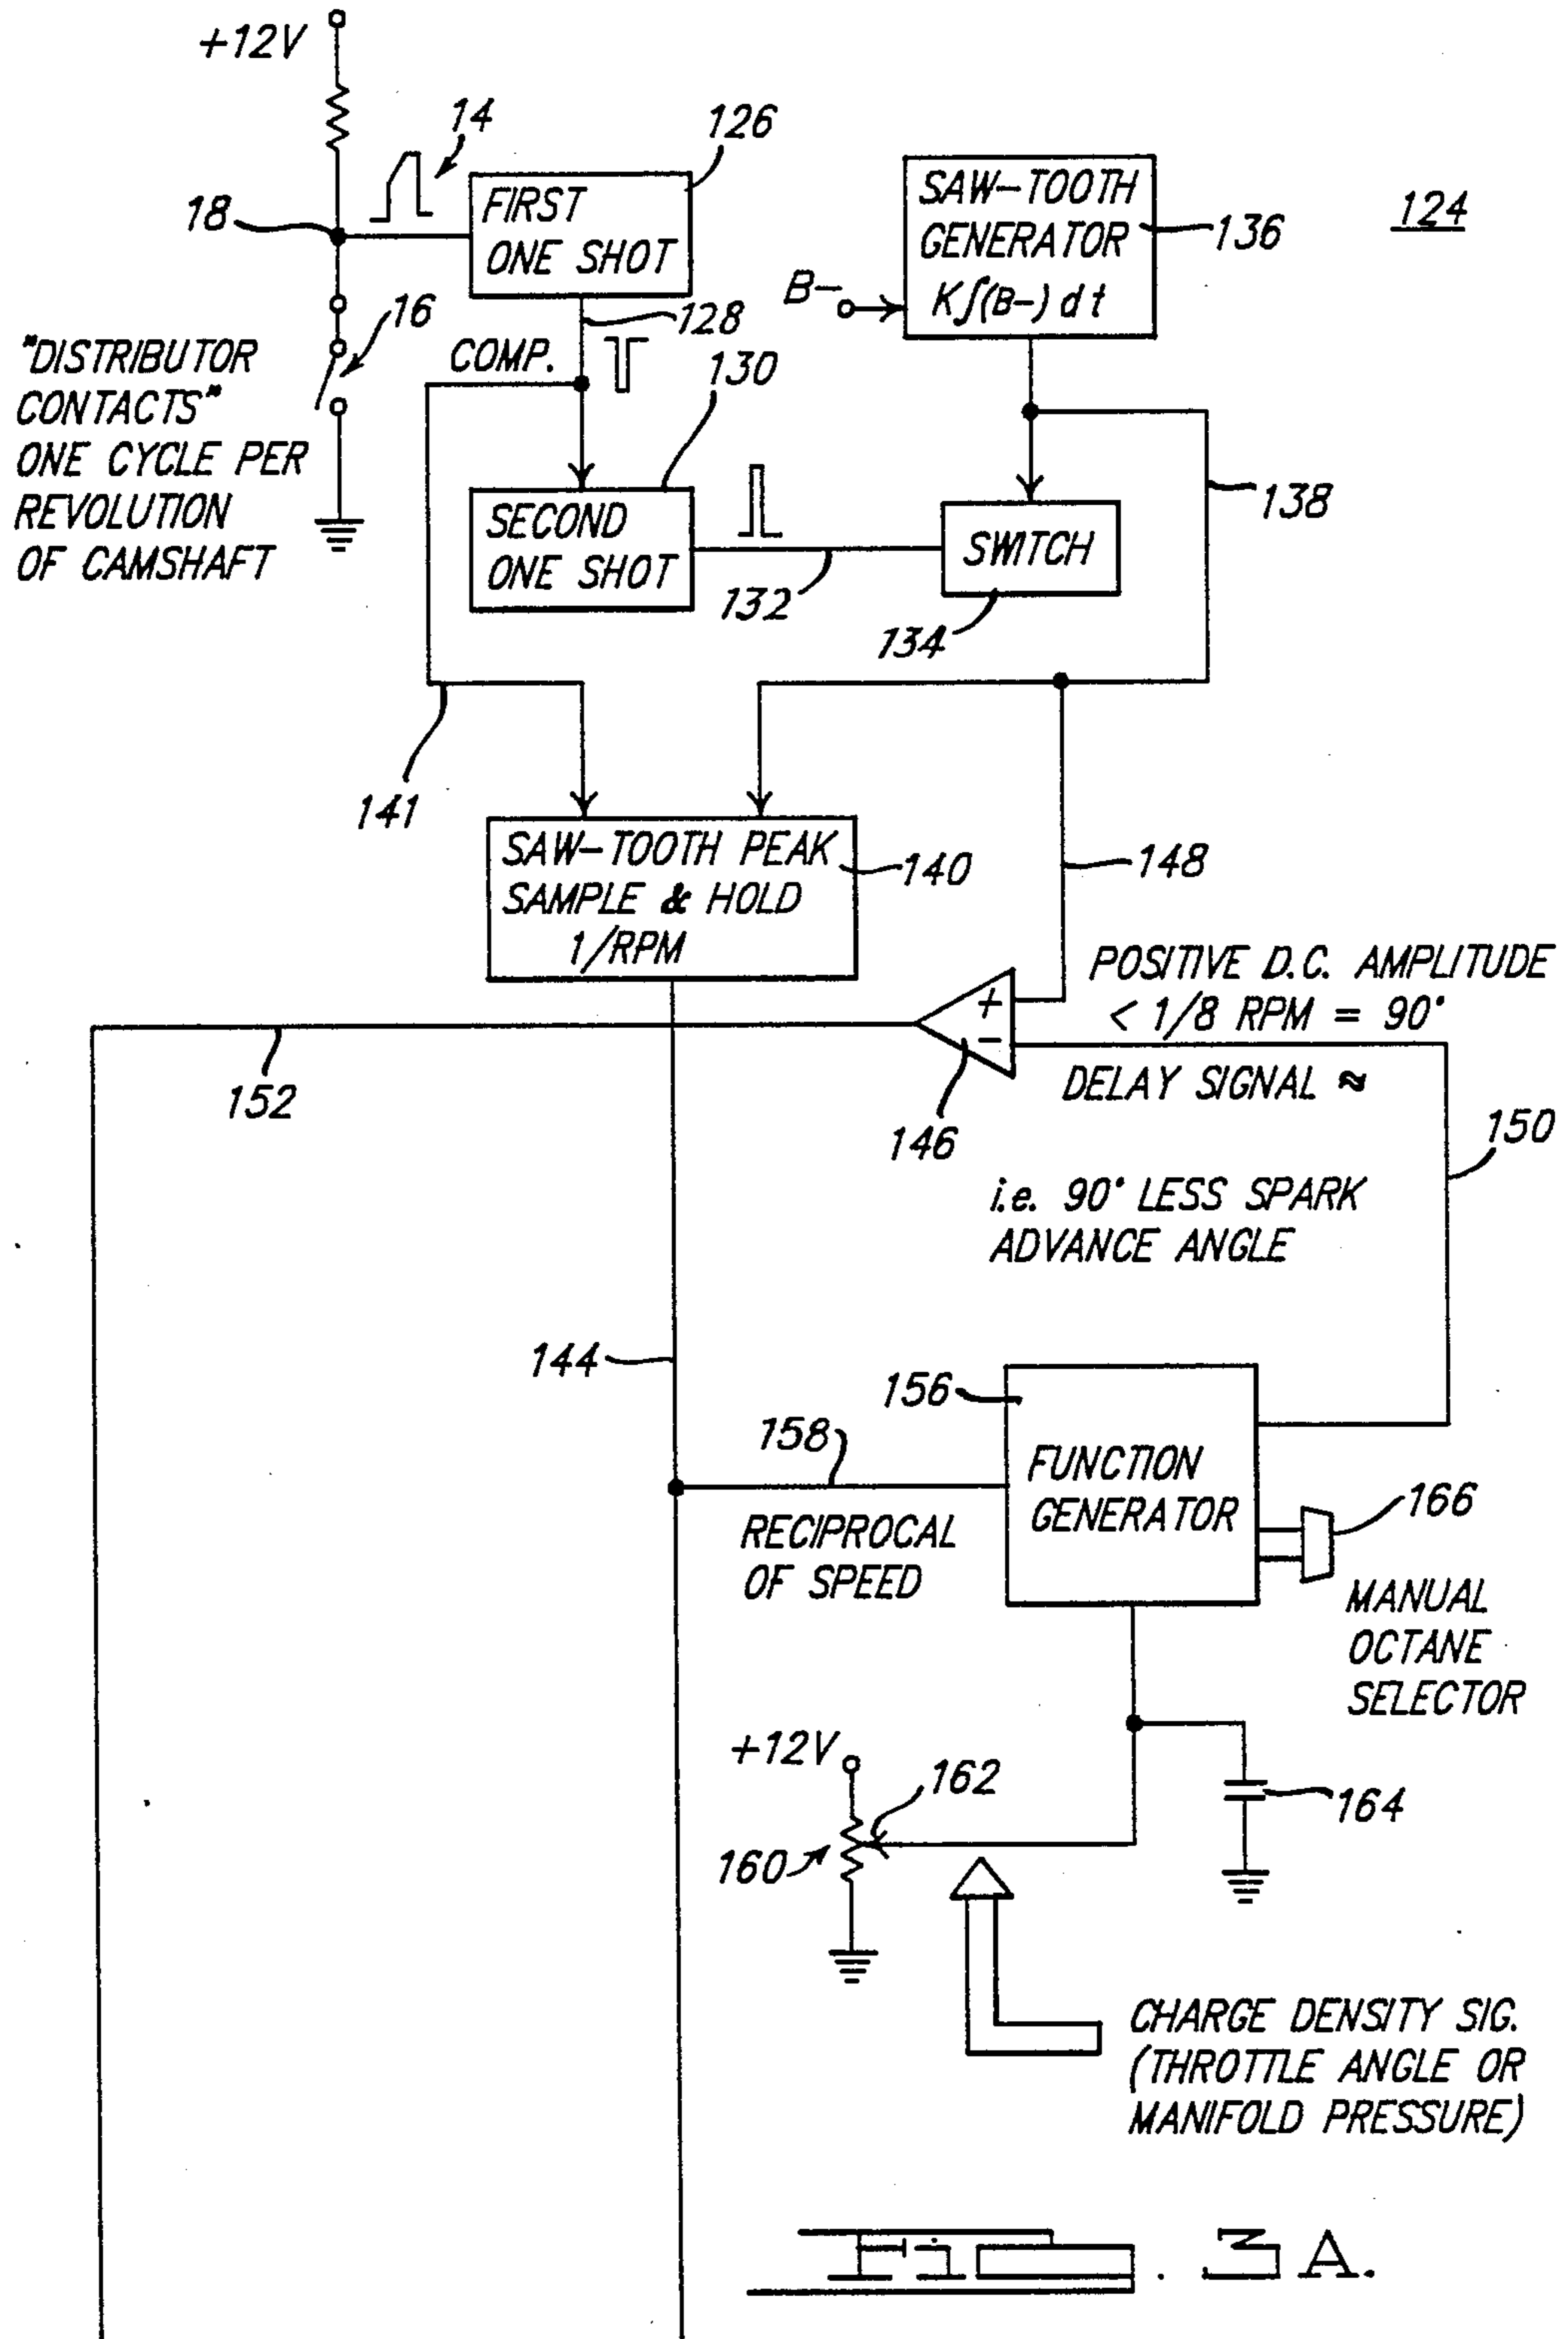 +12V
14
126
FIRST
ONE SHOT
18
SAW-TOOTH
GENERATOR
K∫(B-) dt
136
124
B-
16
128
"DISTRIBUTOR
CONTACTS"
ONE CYCLE PER
REVOLUTION
OF CAMSHAFT
COMP.
130
SECOND
ONE SHOT
132
SWITCH
134
138
141
SAW-TOOTH PEAK
SAMPLE & HOLD
1/RPM
140
148
POSITIVE D.C. AMPLITUDE
< 1/8 RPM = 90°
DELAY SIGNAL ≈
+
-
146
152
150
i.e. 90° LESS SPARK
ADVANCE ANGLE
144
156
158
FUNCTION
GENERATOR
RECIPROCAL
OF SPEED
166
MANUAL
OCTANE
SELECTOR
+12V
162
160
164
CHARGE DENSITY SIG.
(THROTTLE ANGLE OR
MANIFOLD PRESSURE)
Fig. 3A.